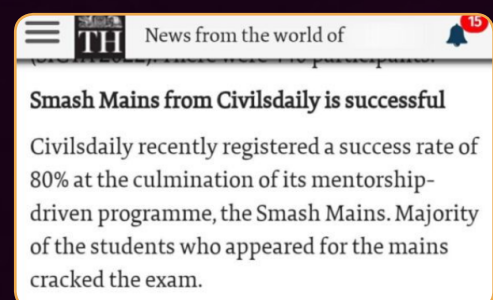 TH News from the world of 15
participants.
Smash Mains from Civilsdaily is successful
Civilsdaily recently registered a success rate of
80% at the culmination of its mentorship-
driven programme, the Smash Mains. Majority
of the students who appeared for the mains
cracked the exam.